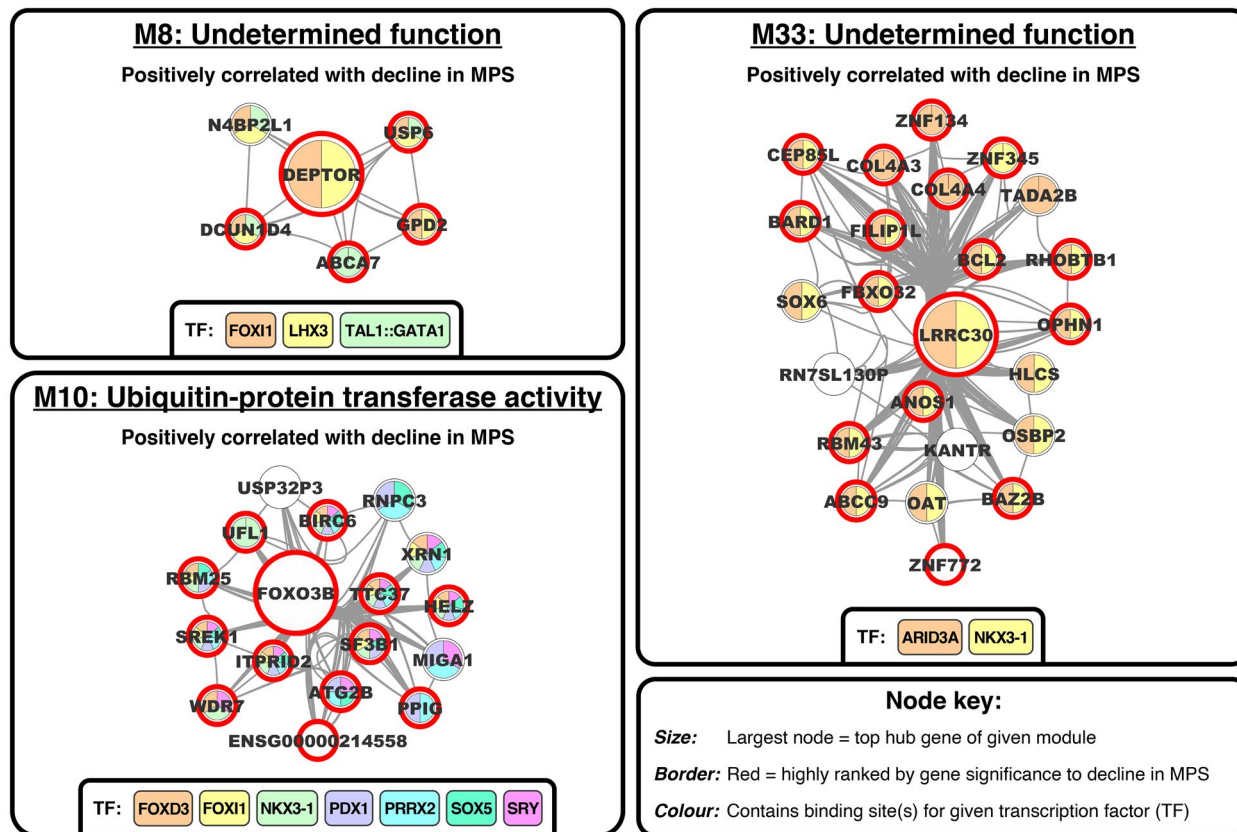 M8: Undetermined function
Positively correlated with decline in MPS
N4BP2L1
USP6
DEPTOR
DCUN1D4
GPD2
ABCA7
TF: FOXI1 LHX3 TAL1::GATA1
M10: Ubiquitin-protein transferase activity
Positively correlated with decline in MPS
USP32P3
RNPC3
BIRC6
UFL1
XRN1
RBM25
FOXO3B
TTC37
HELZ
SREK1
SF3B1
ITPRID2
MIGA1
ATG2B
WDR7
PPIG
ENSG00000214558
TF: FOXD3 FOXI1 NKX3-1 PDX1 PRRX2 SOX5 SRY
M33: Undetermined function
Positively correlated with decline in MPS
ZNF134
CEP85L
COL4A3
ZNF345
COL4A4
TADA2B
BARD1
FILIP1L
BCL2
RHOBTB1
SOX6
FBXO32
LRRC30
OPHN1
RN7SL130P
HLCS
ANOS1
RBM43
KANTR
OSBP2
ABCC9
OAT
BAZ2B
ZNF772
TF: ARID3A NKX3-1
Node key:
Size: Largest node = top hub gene of given module
Border: Red = highly ranked by gene significance to decline in MPS
Colour: Contains binding site(s) for given transcription factor (TF)